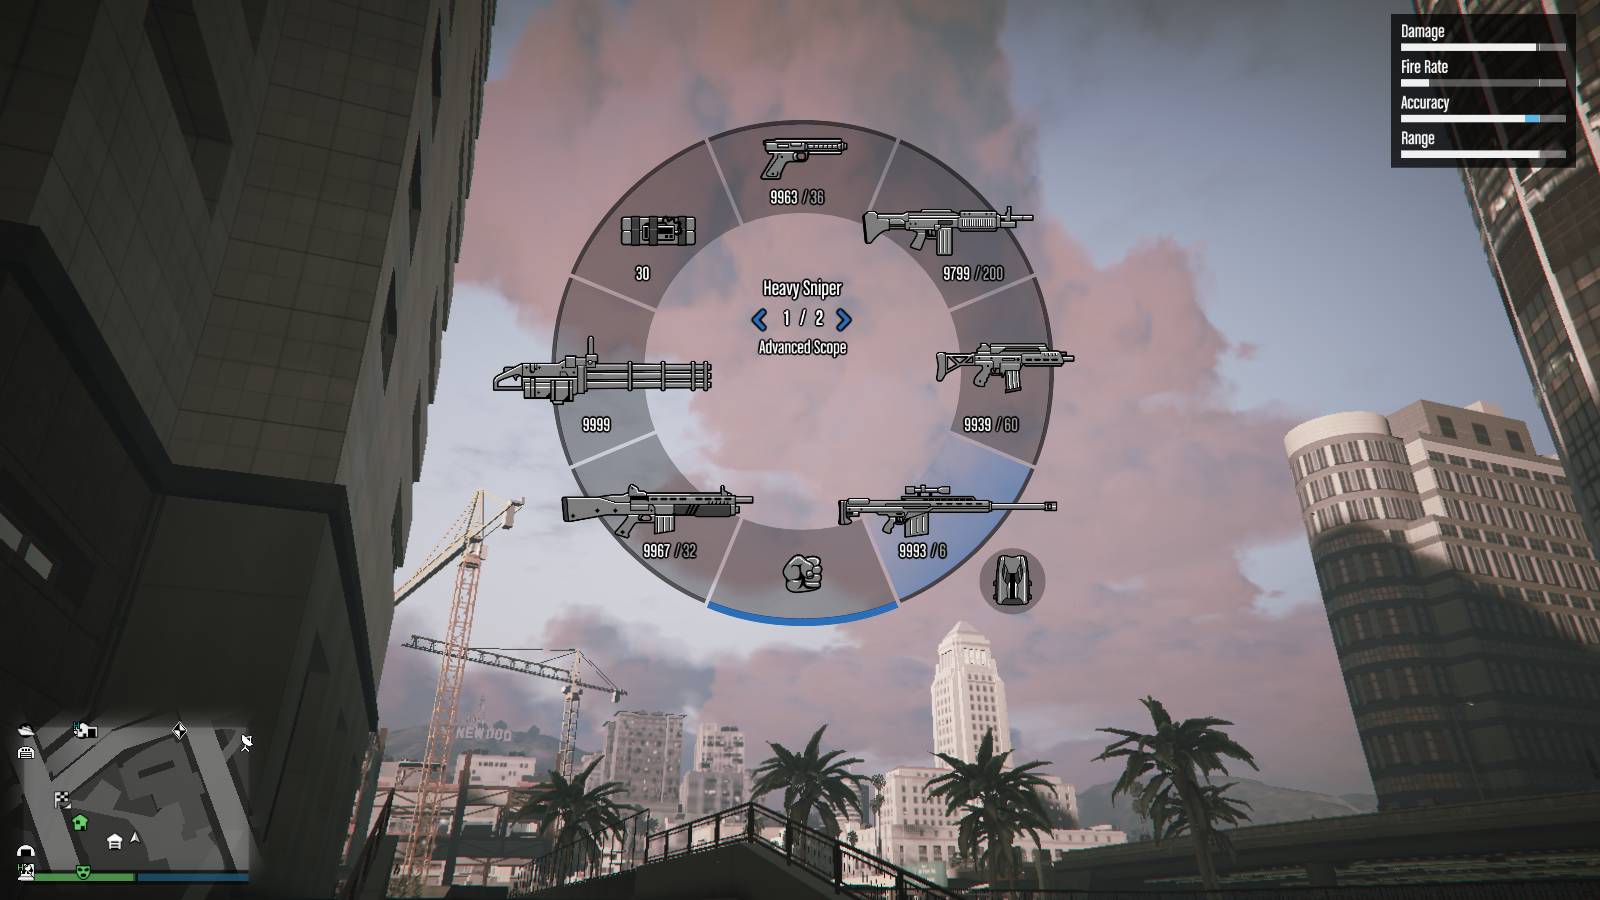 Damage
Fire Rate
Accuracy
Range
9963 / 36
30
9799 / 200
Heavy Sniper
1 / 2
Advanced Scope
9999
9939 / 60
9967 / 32
9993 / 6
NEWOOD